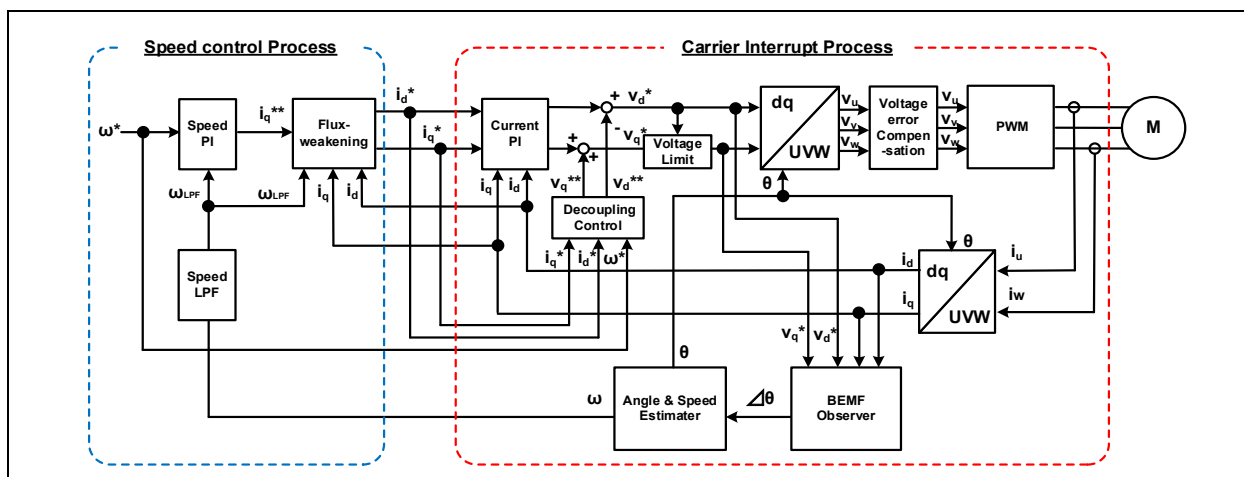 Speed control Process
Carrier Interrupt Process
ω*
Speed
PI
iq**
Flux-
weakening
id*
iq*
Current
PI
+
vd*
-
+
+
vq*
Voltage
Limit
dq
UVW
vu
vv
vw
Voltage
error
Compen
-sation
vu
vv
vw
PWM
M
ωLPF
ωLPF
iq
id
iq
id
vq**
vd**
θ
Decoupling
Control
iq*
id*
ω*
Speed
LPF
θ
id
iq
dq
UVW
iu
iw
θ
vq*
vd*
ω
Angle & Speed
Estimater
⊿θ
BEMF
Observer